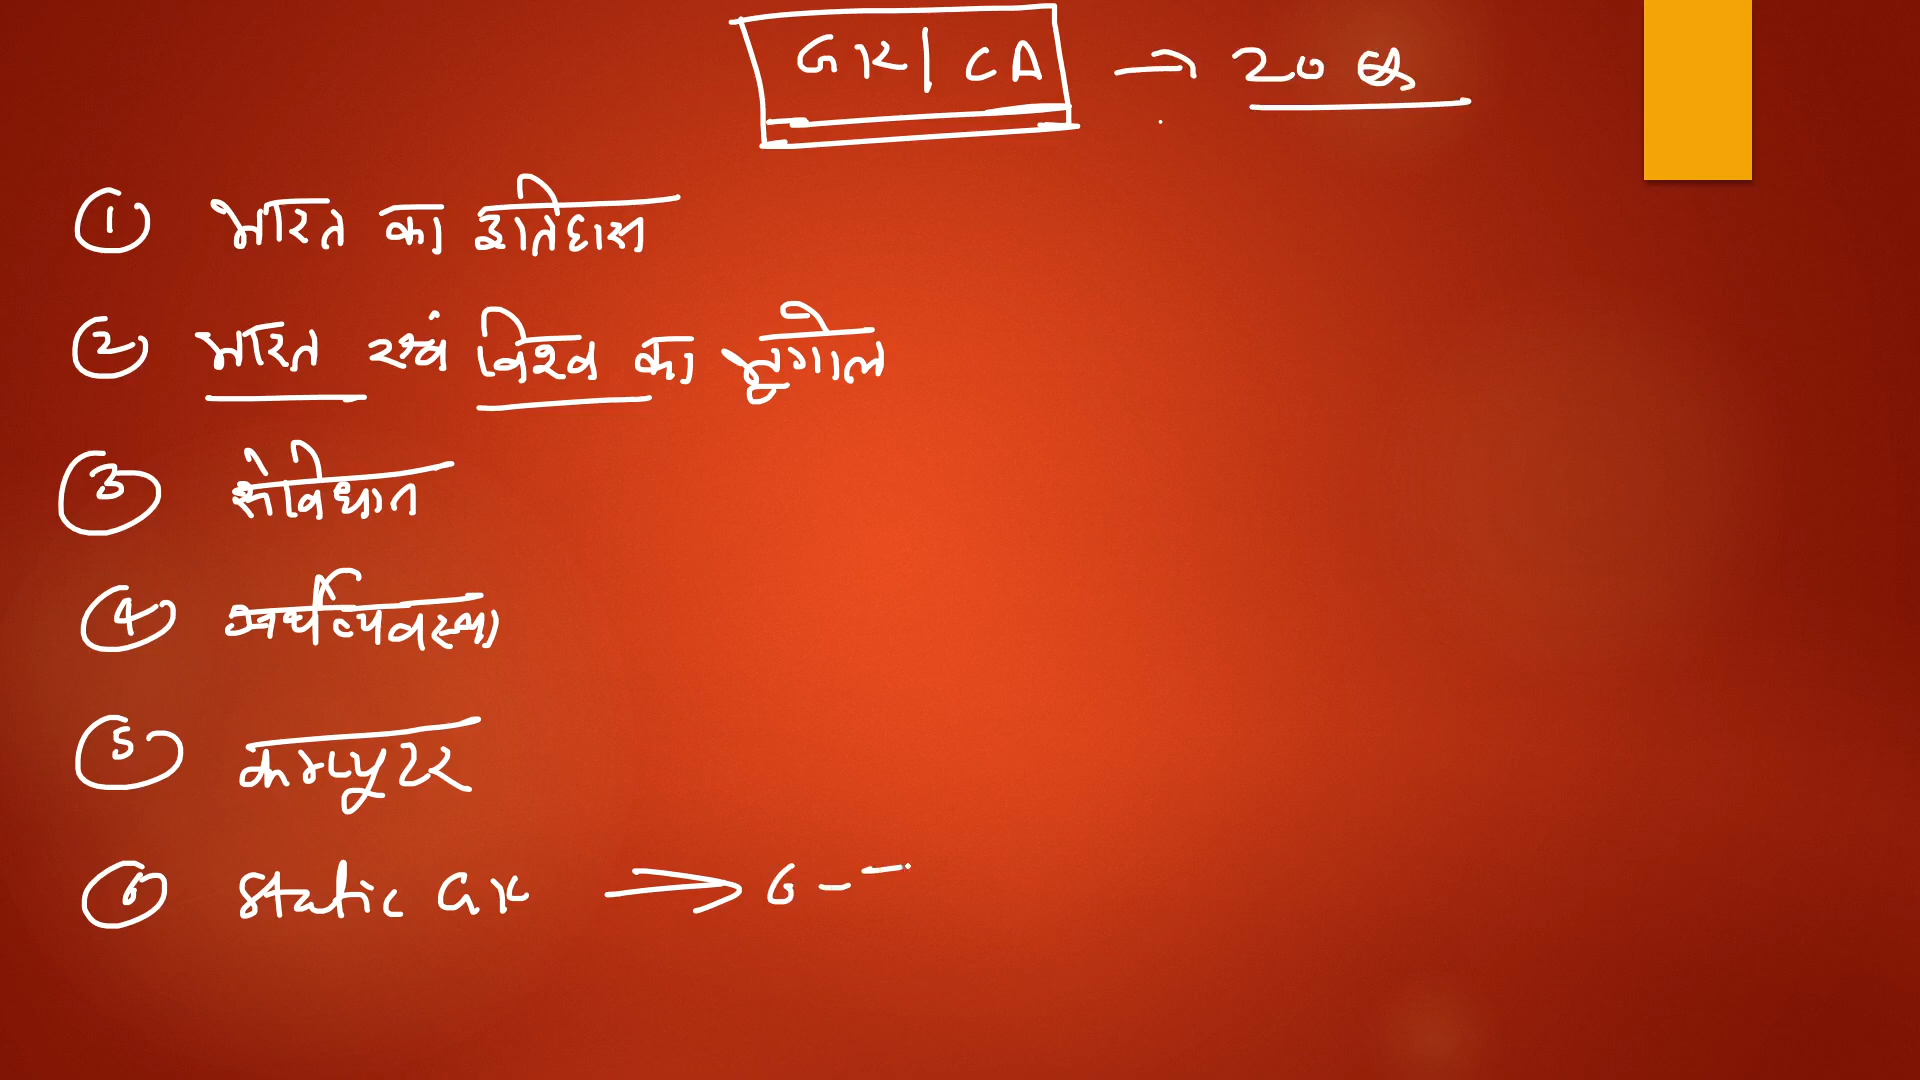 GK | CA → 20 Q
① भारत का इतिहास
② भारत एवं विश्व का भूगोल
③ संविधान
④ अर्थव्यवस्था
⑤ कम्प्युटर
⑥ Static GK → 6 - -